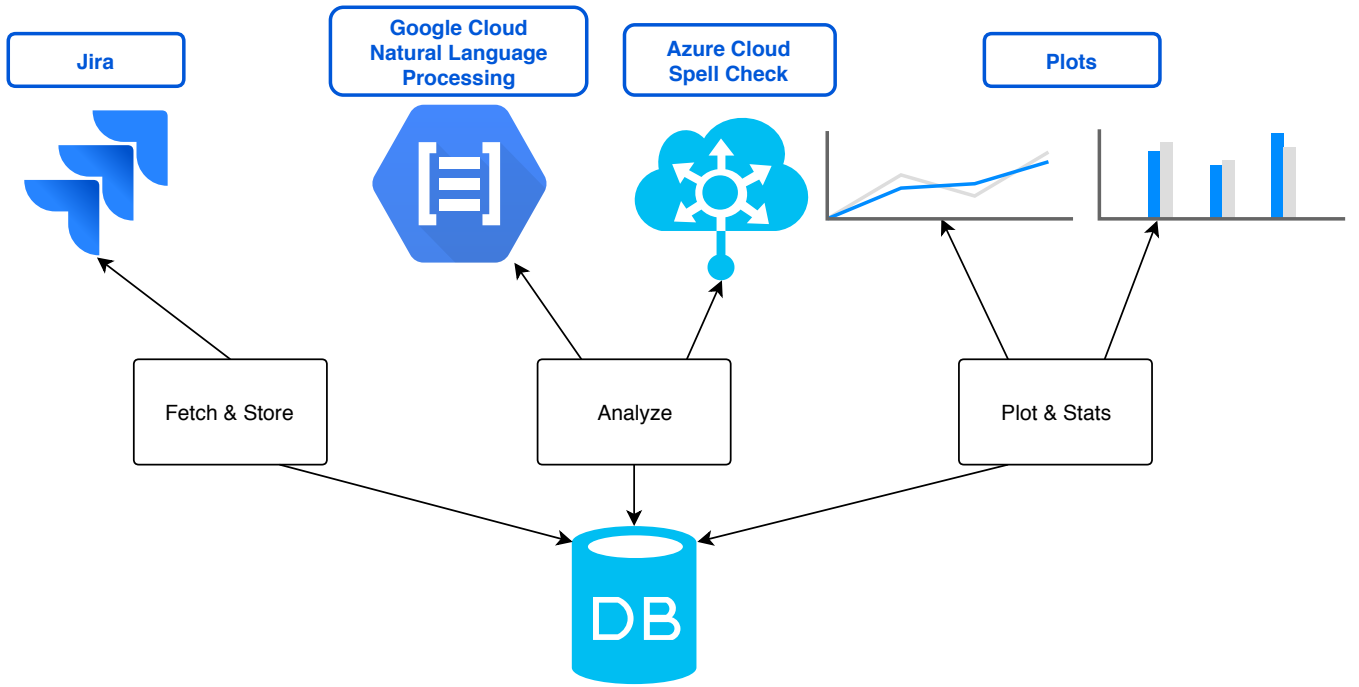 Jira
Google Cloud
Natural Language
Processing
Azure Cloud
Spell Check
Plots
Fetch & Store
Analyze
Plot & Stats
DB